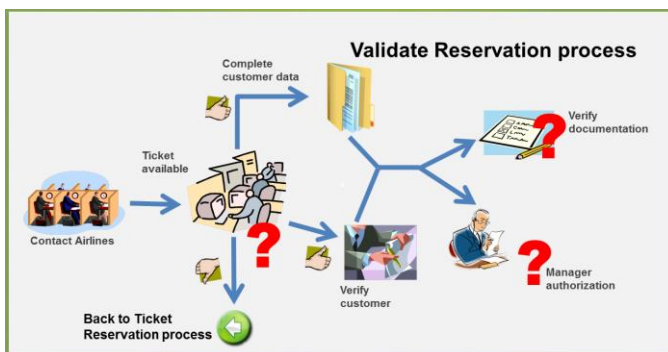 Validate Reservation process
Complete
customer data
Verify
documentation
Ticket
available
Contact Airlines
Manager
authorization
Verify
customer
Back to Ticket
Reservation process